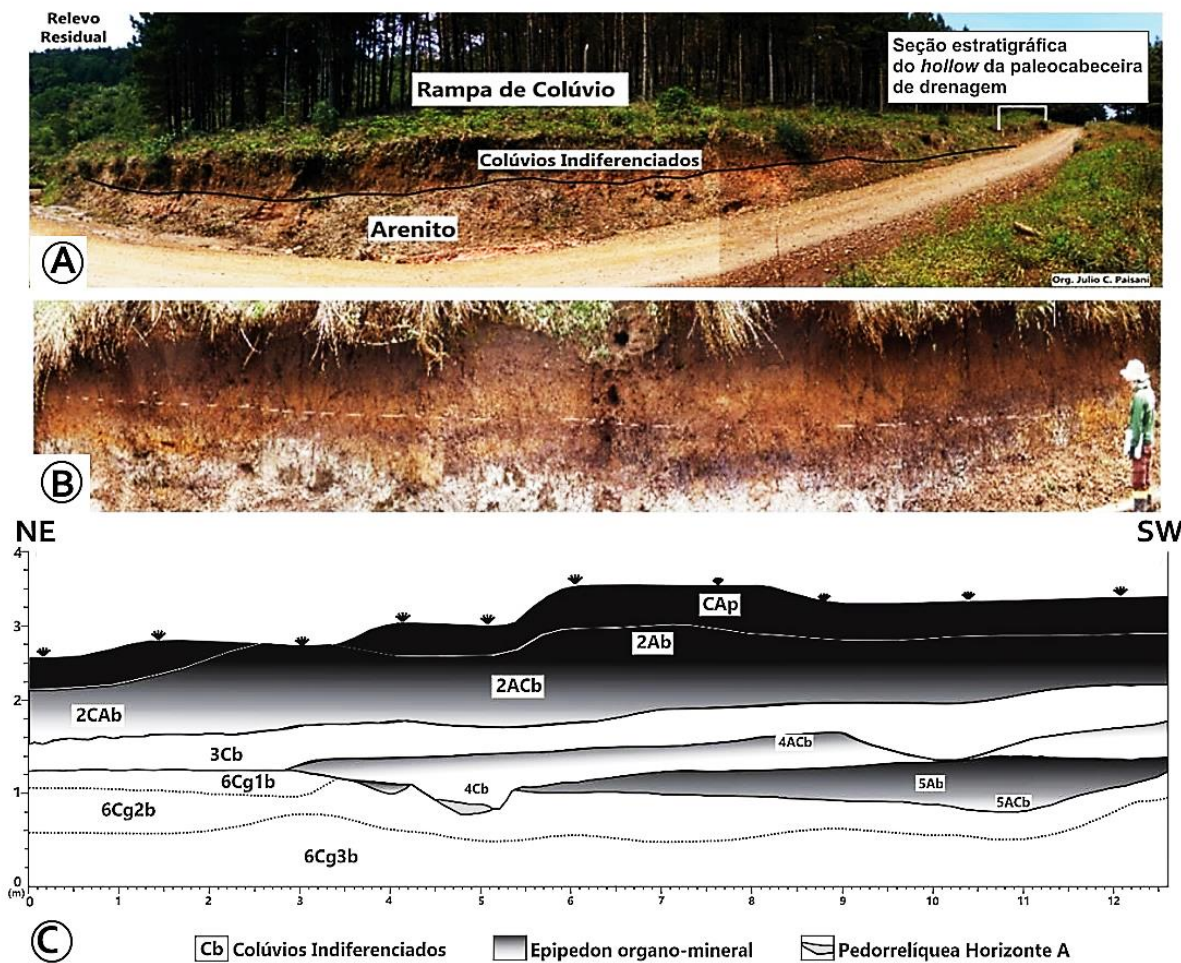 Relevo
Residual
Seção estratigráfica
do hollow da paleocabeceira
de drenagem
Rampa de Colúvio
Colúvios Indiferenciados
Arenito
A
Org. Julio C. Paisani
B
NE
SW
4
CAp
3
2Ab
2ACb
2
2CAb
3Cb
4ACb
6Cg1b
4Cb
5Ab
1
6Cg2b
5ACb
6Cg3b
0
(m)
1 2 3 4 5 6 7 8 9 10 11 12
C
Cb Colúvios Indiferenciados
Epipedon organo-mineral
Pedorrelíquea Horizonte A